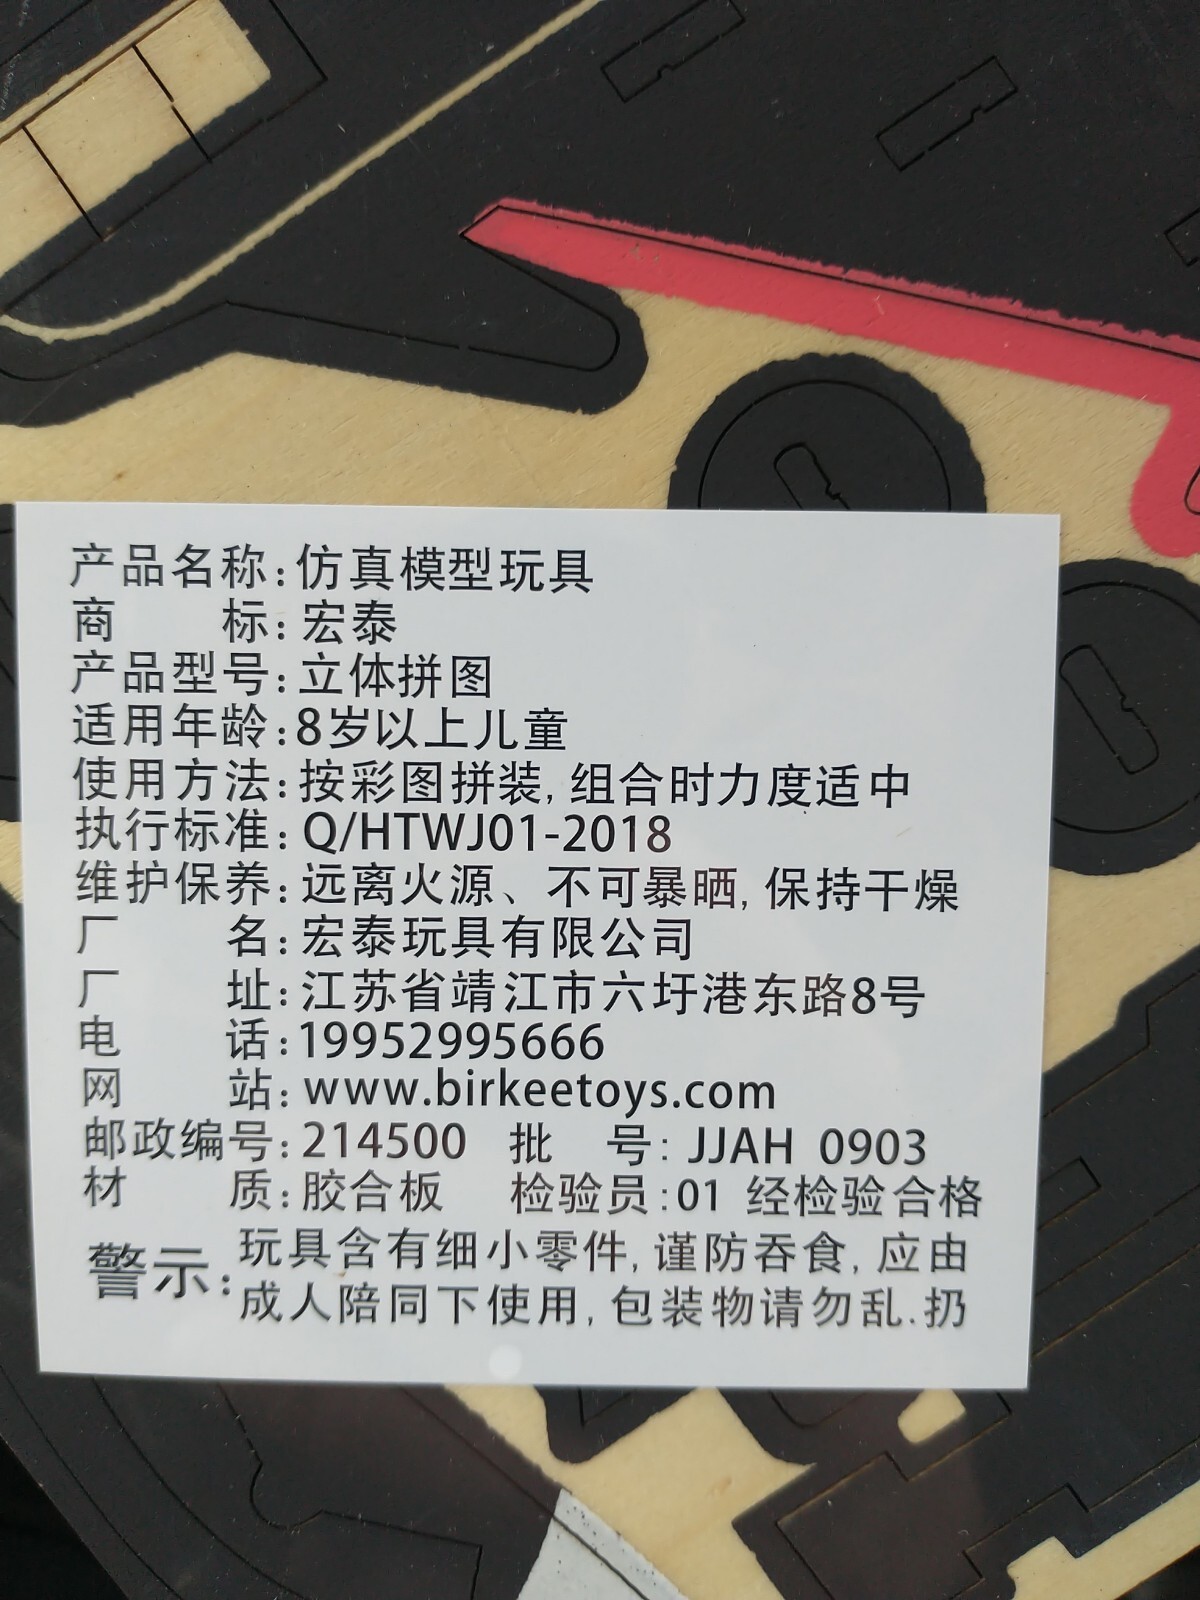 产品名称:仿真模型玩具
商标:宏泰
产品型号:立体拼图
适用年龄:8岁以上儿童
使用方法:按彩图拼装,组合时力度适中
执行标准:Q/HTWJ01-2018
维护保养:远离火源、不可暴晒,保持干燥
厂名:宏泰玩具有限公司
厂址:江苏省靖江市六圩港东路8号
电话:19952995666
网站:www.birkeetoys.com
邮政编号:214500 批号:JJAH 0903
材质:胶合板 检验员:01 经检验合格
警示:玩具含有细小零件,谨防吞食,应由
成人陪同下使用,包装物请勿乱.扔